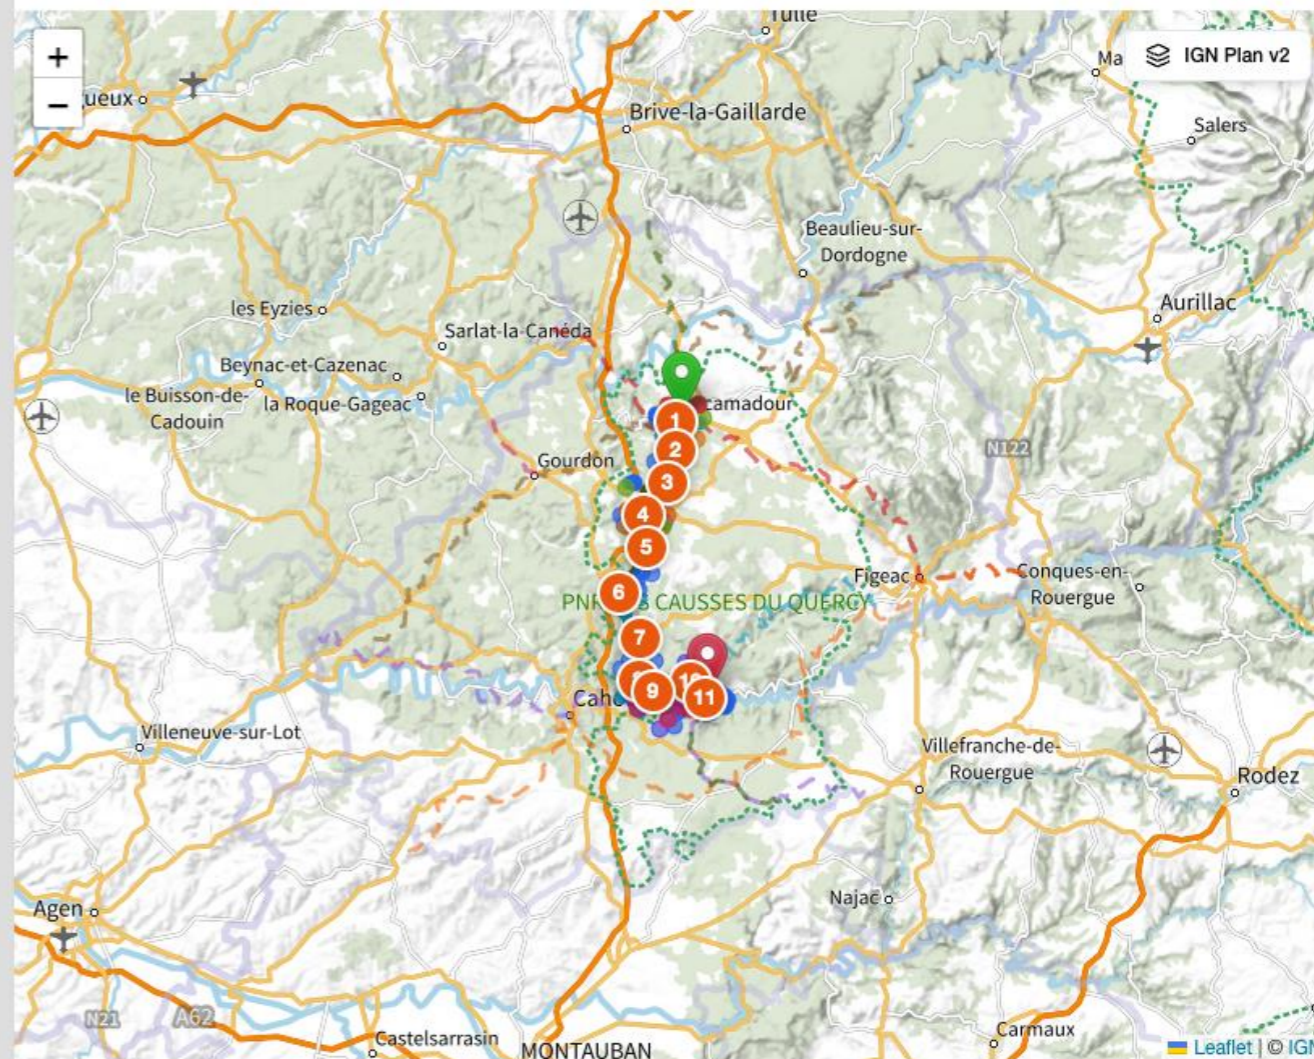 Tulle
+
IGN Plan v2
Ma
ueux
−
Brive-la-Gaillarde
Salers
Beaulieu-sur-
Dordogne
les Eyzies
Aurillac
Sarlat-la-Canéda
Beynac-et-Cazenac
le Buisson-de-
Cadouin
la Roque-Gageac
camadour
1
2
N122
Gourdon
3
4
5
Figeac
Conques-en-
Rouergue
6
CAUSSES DU QUERCY
7
10
9
11
Villeneuve-sur-Lot
Villefranche-de-
Rouergue
Rodez
Najac
Agen
N21
A62
Castelsarrasin
MONTAUBAN
Carmaux
Leaflet | © IG